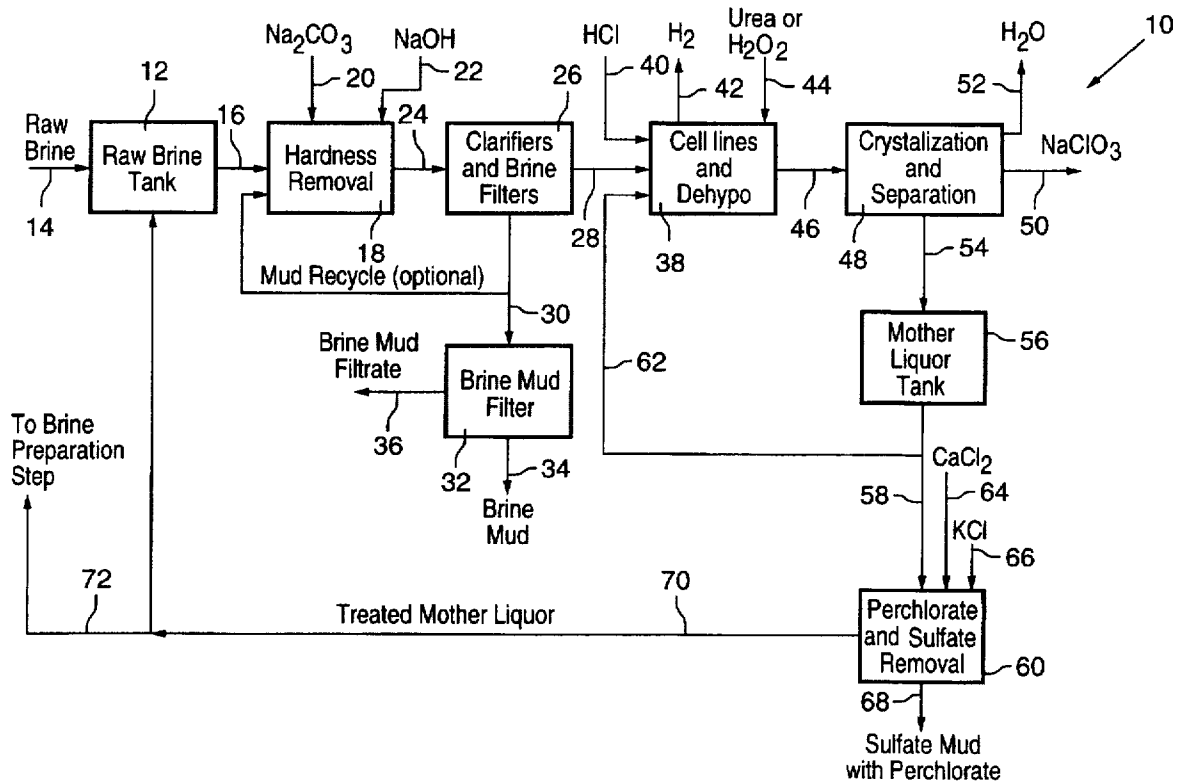 Na2CO3
NaOH
HCl
H2
Urea or
H2O2
H2O
10
12
20
22
26
40
42
44
52
Raw
Brine
16
24
NaClO3
Raw Brine
Tank
Hardness
Removal
Clarifiers
and Brine
Filters
Cell lines
and
Dehypo
Crystalization
and
Separation
14
18
28
38
46
48
50
54
Mud Recycle (optional)
30
Mother
Liquor
Tank
56
Brine Mud
Filtrate
Brine Mud
Filter
62
36
32
34
To Brine
Preparation
Step
Brine
Mud
CaCl2
58
64
KCl
66
72
Treated Mother Liquor
70
Perchlorate
and Sulfate
Removal
60
68
Sulfate Mud
with Perchlorate